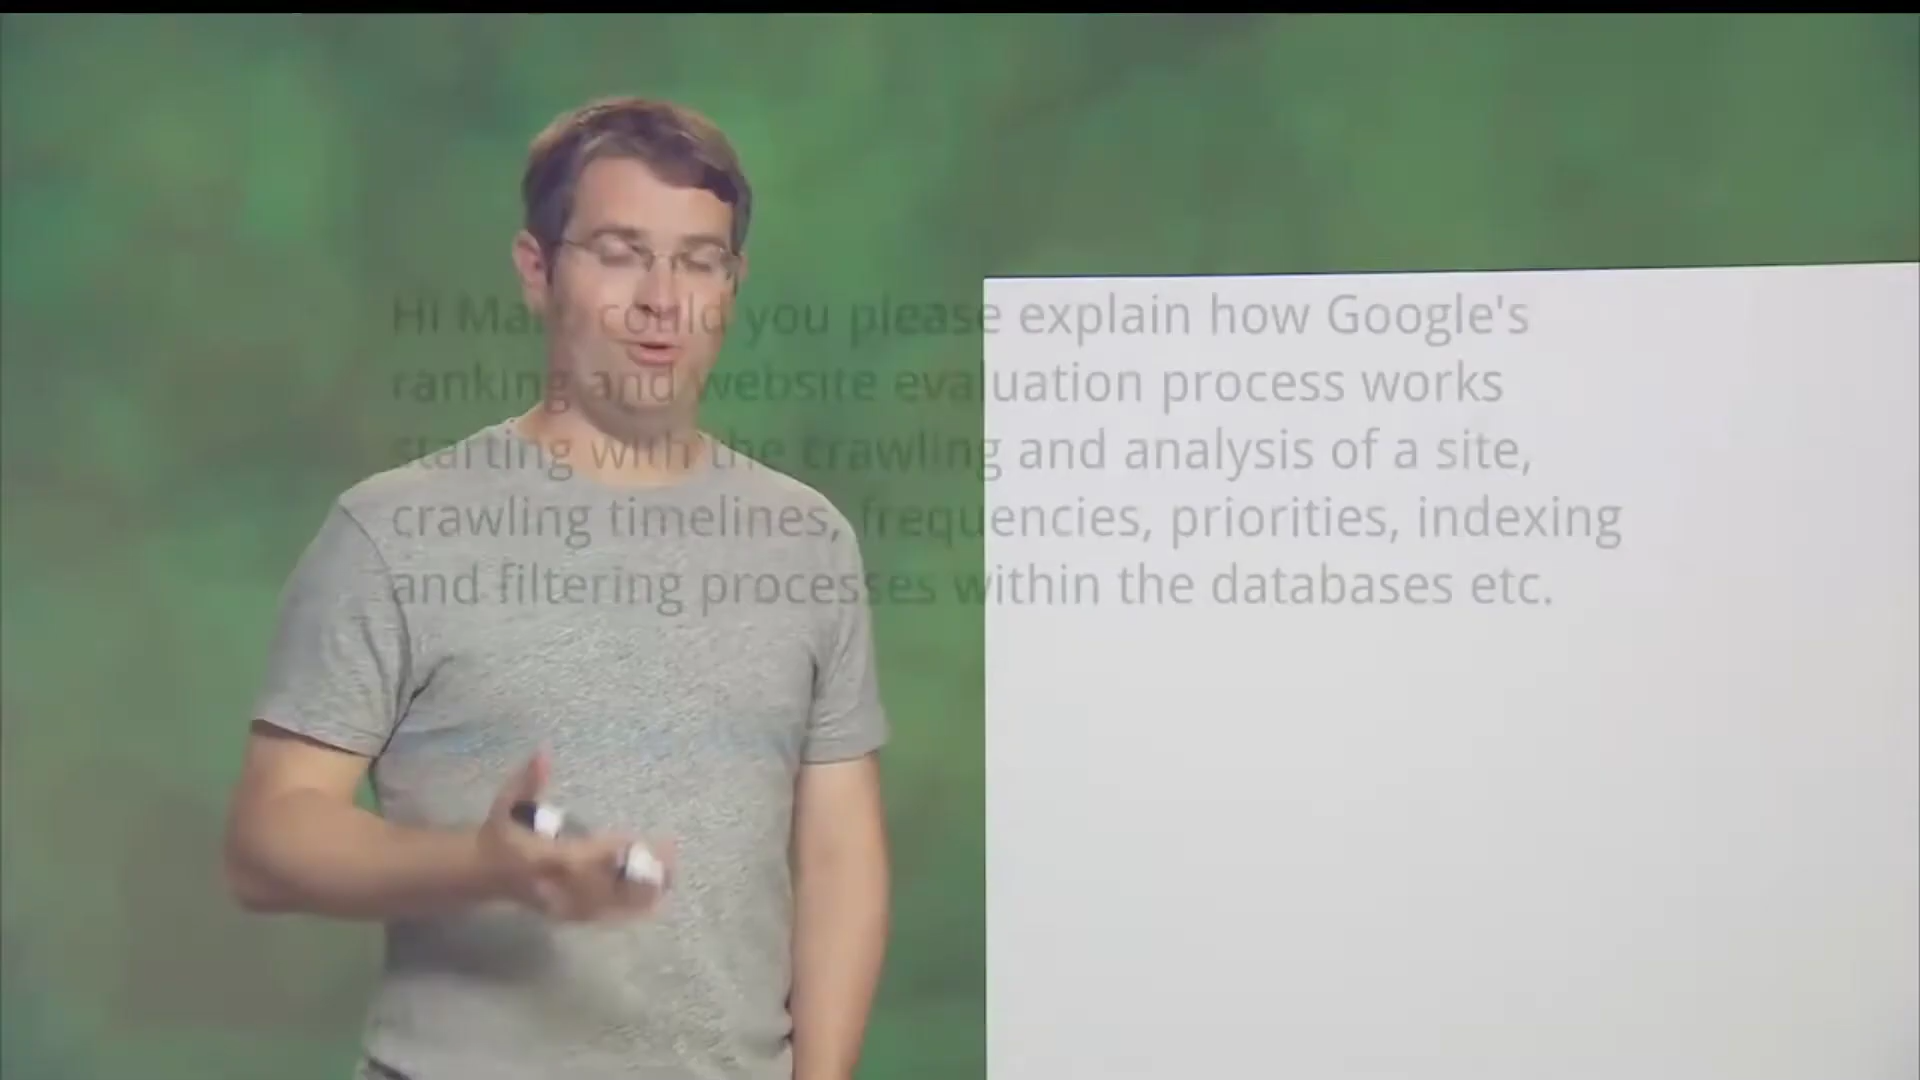 Hi Matt, could you please explain how Google's
ranking and website evaluation process works
starting with the crawling and analysis of a site,
crawling timelines, frequencies, priorities, indexing
and filtering processes within the databases etc.